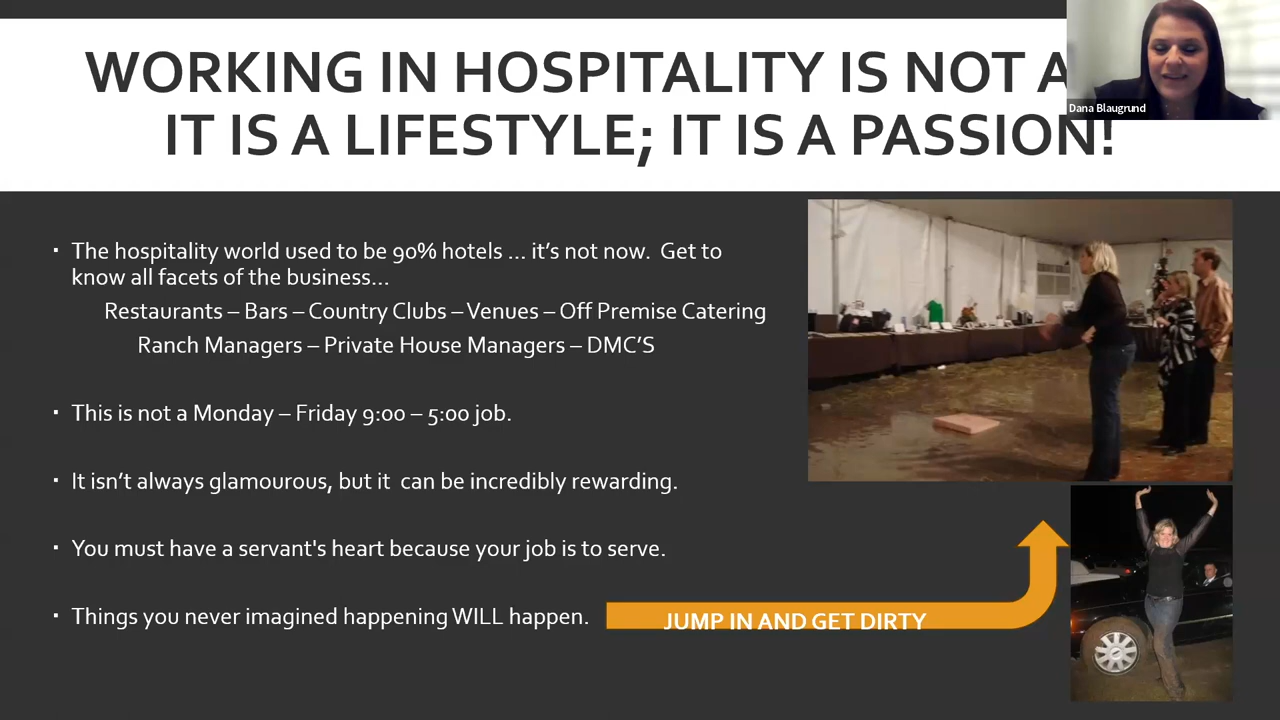 WORKING IN HOSPITALITY IS NOT A
IT IS A LIFESTYLE; IT IS A PASSION!
Dana Blaugrund
▪ The hospitality world used to be 90% hotels ... it's not now.  Get to
know all facets of the business...
Restaurants – Bars – Country Clubs – Venues – Off Premise Catering
Ranch Managers – Private House Managers – DMC'S
▪ This is not a Monday – Friday 9:00 – 5:00 job.
▪ It isn't always glamourous, but it  can be incredibly rewarding.
▪ You must have a servant's heart because your job is to serve.
▪ Things you never imagined happening WILL happen.
JUMP IN AND GET DIRTY